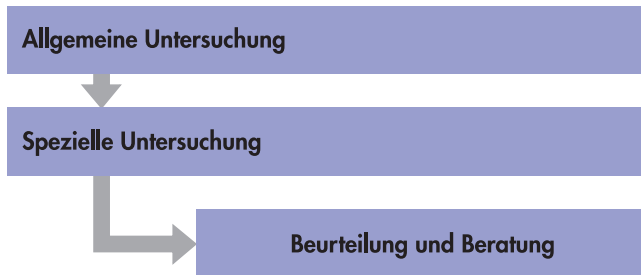 Allgemeine Untersuchung
Spezielle Untersuchung
Beurteilung und Beratung